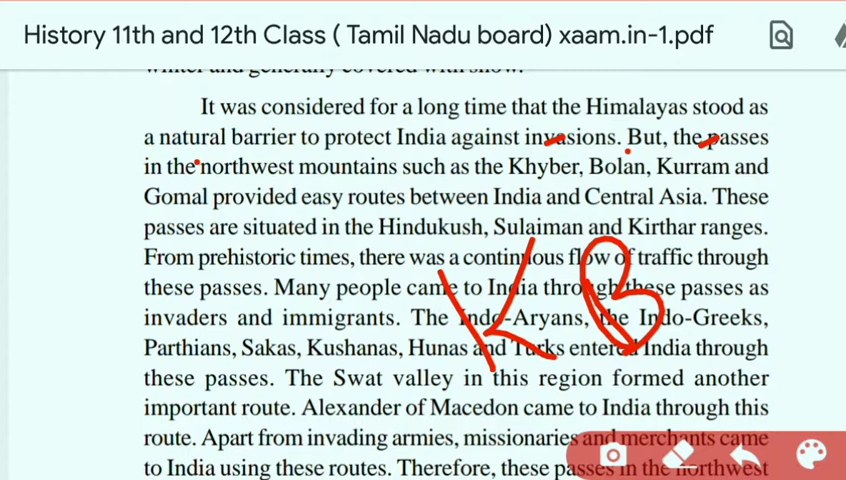 History 11th and 12th Class ( Tamil Nadu board) xaam.in-1.pdf
winter and generally covered with snow.
It was considered for a long time that the Himalayas stood as
a natural barrier to protect India against invasions. But, the passes
in the northwest mountains such as the Khyber, Bolan, Kurram and
Gomal provided easy routes between India and Central Asia. These
passes are situated in the Hindukush, Sulaiman and Kirthar ranges.
From prehistoric times, there was a continuous flow of traffic through
these passes. Many people came to India through these passes as
invaders and immigrants. The Indo-Aryans, the Indo-Greeks,
Parthians, Sakas, Kushanas, Hunas and Turks entered India through
these passes. The Swat valley in this region formed another
important route. Alexander of Macedon came to India through this
route. Apart from invading armies, missionaries and merchants came
to India using these routes. Therefore, these passes in the northwest
KB